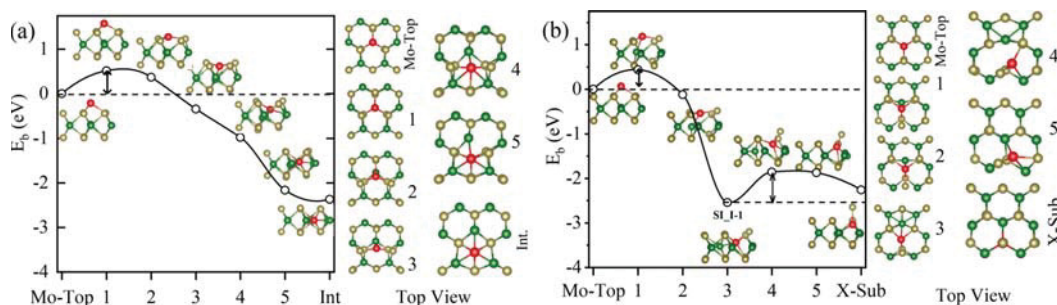 (a)
1
0
-1
-2
-3
-4
E_b (eV)
Mo-Top 1 2 3 4 5 Int
Mo-Top
1
2
3
4
5
Int.
Top View
(b)
1
0
-1
-2
-3
-4
E_b (eV)
SI_I-1
Mo-Top 1 2 3 4 5 X-Sub
Mo-Top
1
2
3
4
5
X-Sub
Top View